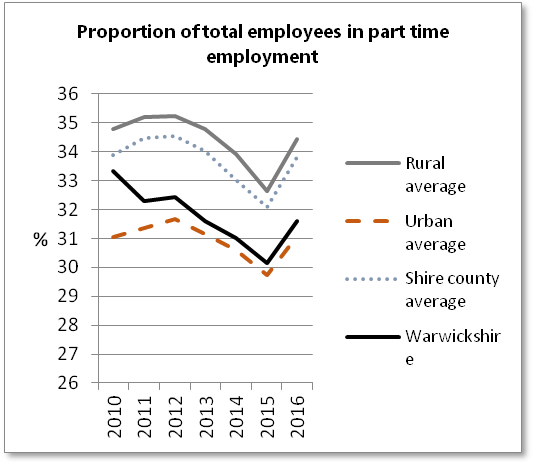 Proportion of total employees in part time
employment
36
35
34
33
32
31
30
29
28
27
26
%
2010
2011
2012
2013
2014
2015
2016
Rural
average
Urban
average
Shire county
average
Warwickshir
e